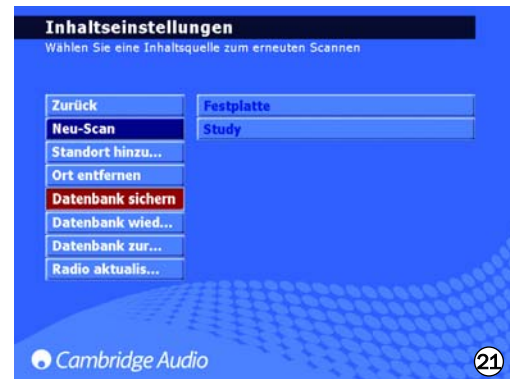 Inhaltseinstellungen
Wählen Sie eine Inhaltsquelle zum erneuten Scannen
Zurück
Neu-Scan
Standort hinzu...
Ort entfernen
Datenbank sichern
Datenbank wied...
Datenbank zur...
Radio aktualis...
Festplatte
Study
Cambridge Audio
21